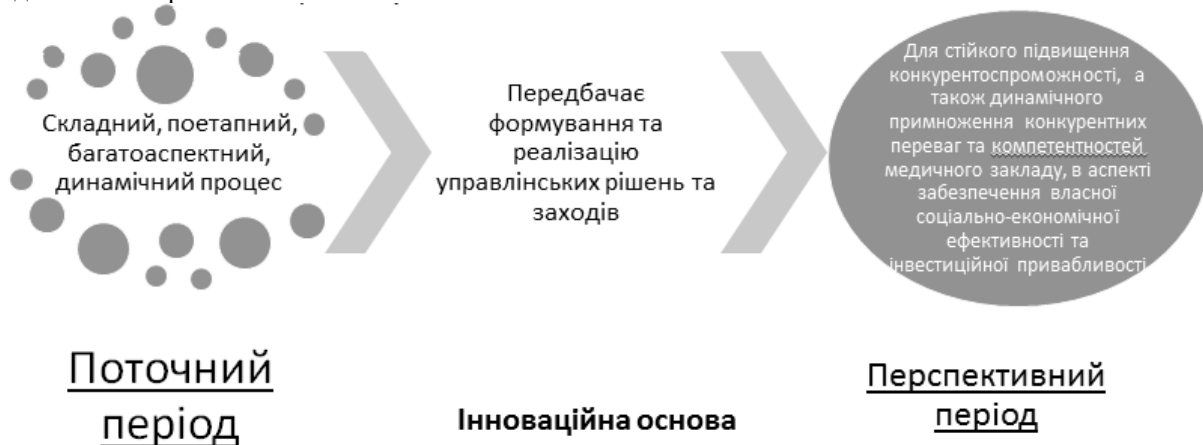 Складний, поетапний,
багатоаспектний,
динамічний процес
Передбачає
формування та
реалізацію
управлінських рішень та
заходів
Для стійкого підвищення
конкурентоспроможності, а
також динамічного
примноження конкурентних
переваг та компетентностей
медичного закладу, в аспекті
забезпечення власної
соціально-економічної
ефективності та
інвестиційної привабливості
Поточний
період
Інноваційна основа
Перспективний
період